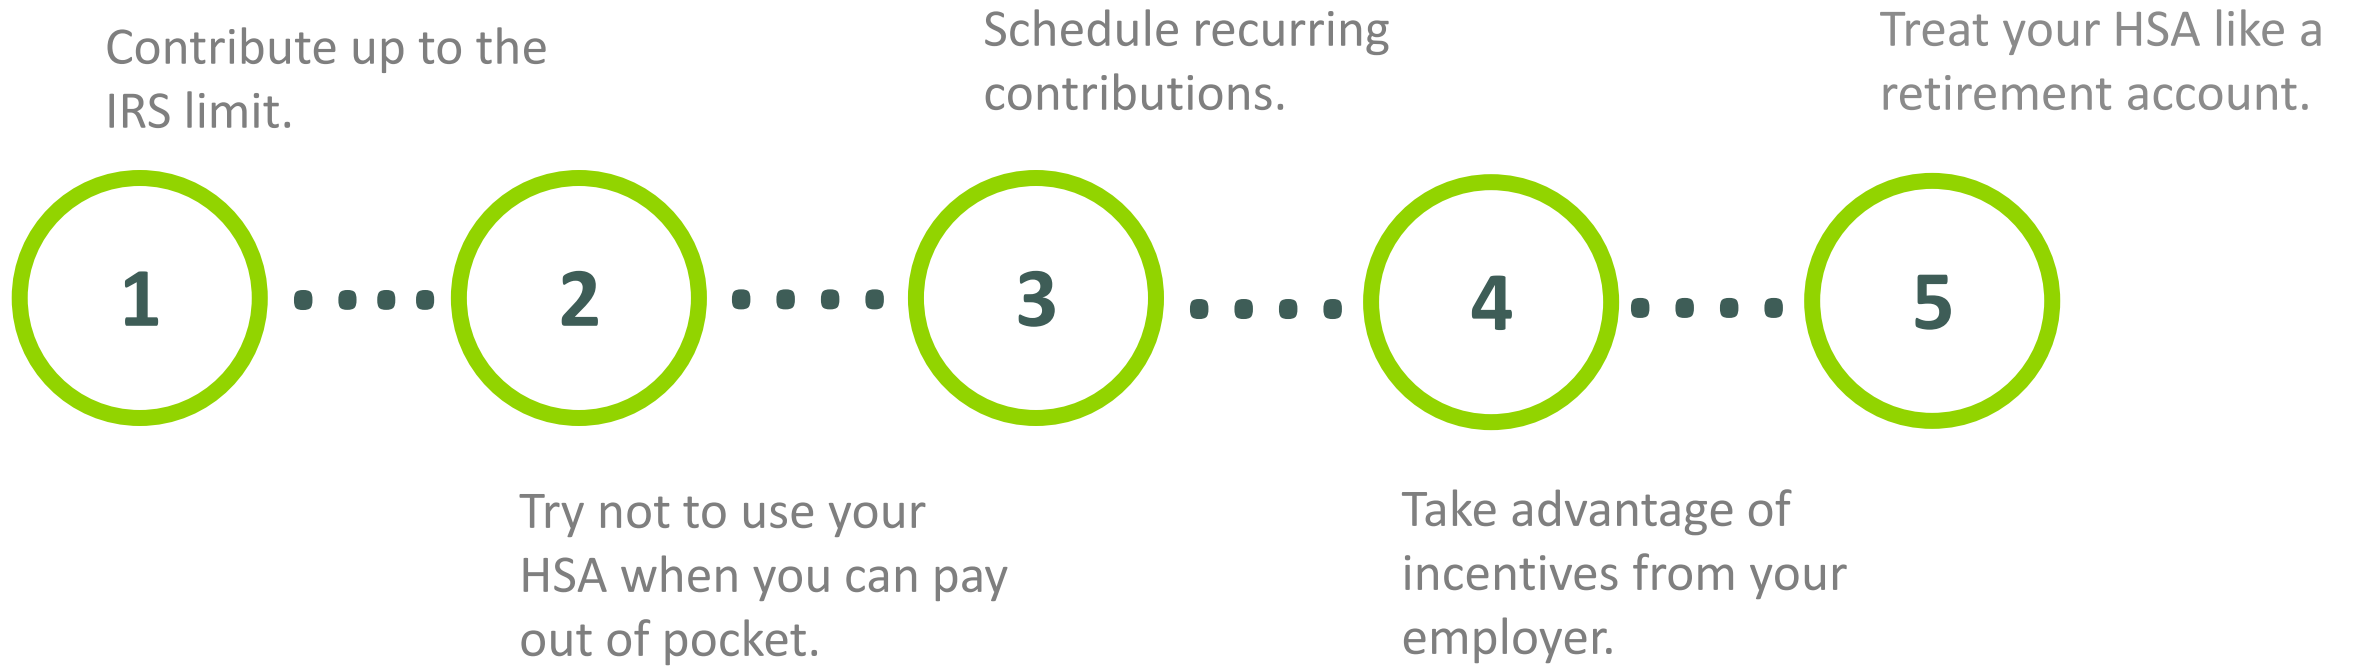 Contribute up to the
IRS limit.
1
2
Try not to use your
HSA when you can pay
out of pocket.
Schedule recurring
contributions.
3
4
Take advantage of
incentives from your
employer.
Treat your HSA like a
retirement account.
5